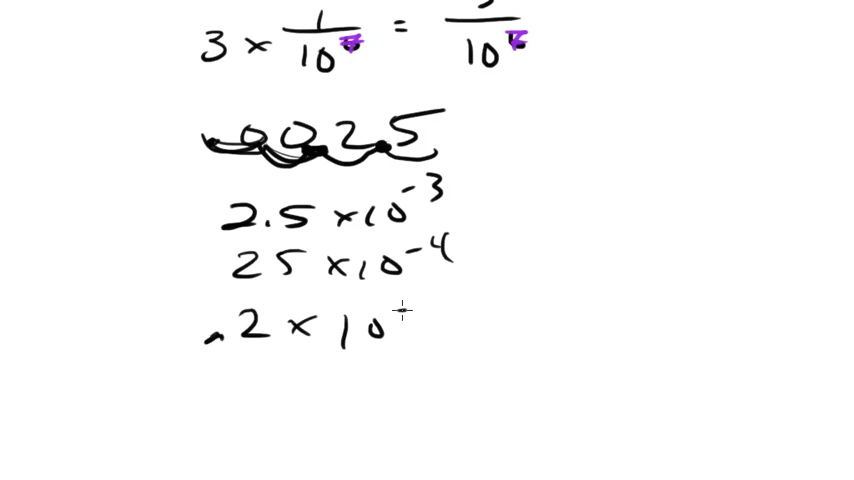 3 × 1/10 = /10
.0025
2.5 × 10⁻³
25 × 10⁻⁴
.2 × 10